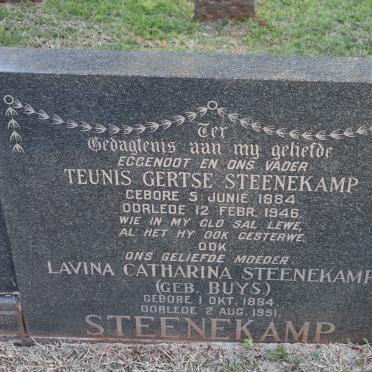 Ter
Gedagtenis aan my geliefde
EGGENOOT EN ONS VADER
TEUNIS GERTSE STEENEKAMP
GEBORE 5 JUNIE 1884
OORLEDE 12 FEBR. 1946.
WIE IN MY GLO SAL LEWE,
AL HET HY OOK GESTERWE.
OOK
ONS GELIEFDE MOEDER
LAVINA CATHARINA STEENEKAMP
(GEB. BUYS.)
GEBORE 1 OKT. 1884
OORLEDE 2 AUG. 1951.
STEENEKAMP